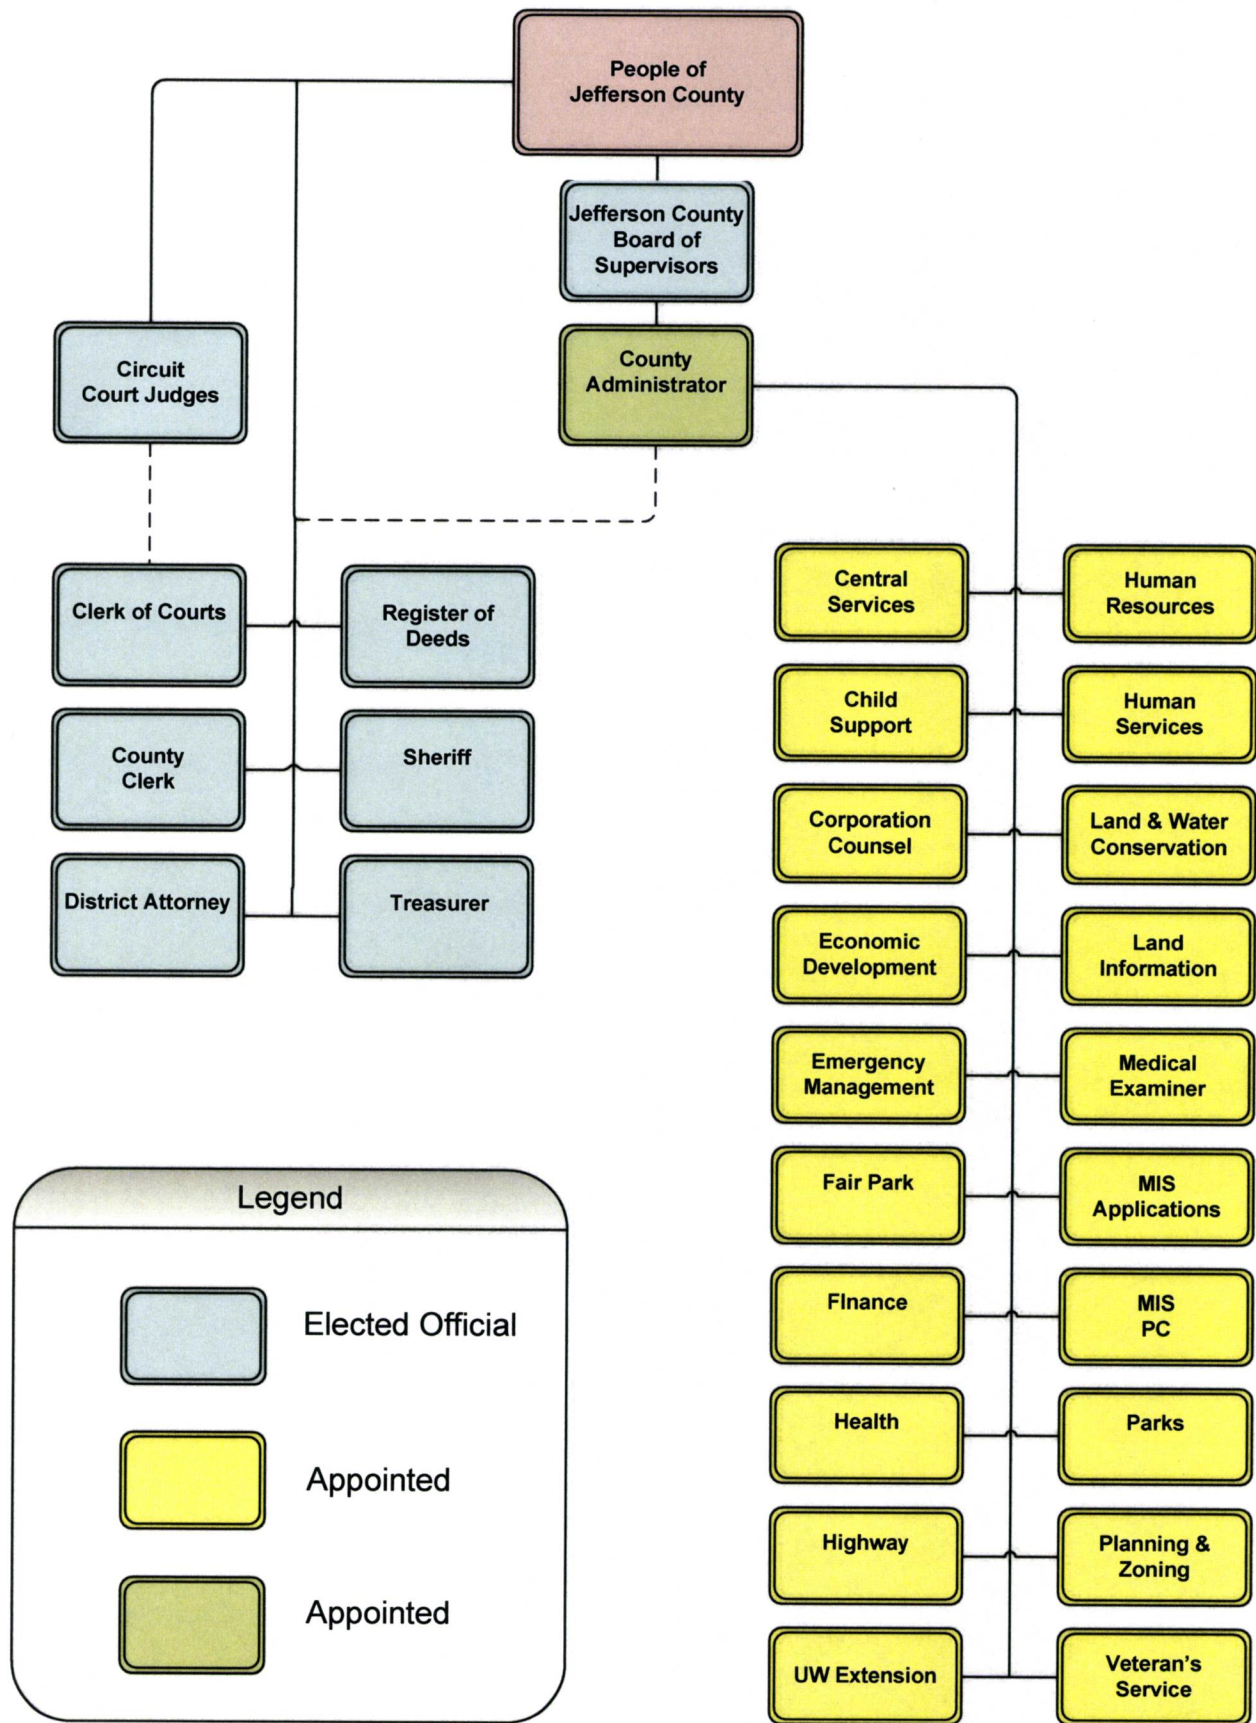 People of
Jefferson County
Jefferson County
Board of
Supervisors
Circuit
Court Judges
County
Administrator
Clerk of Courts
Register of
Deeds
County
Clerk
Sheriff
District Attorney
Treasurer
Central
Services
Human
Resources
Child
Support
Human
Services
Corporation
Counsel
Land & Water
Conservation
Economic
Development
Land
Information
Emergency
Management
Medical
Examiner
Fair Park
MIS
Applications
FInance
MIS
PC
Health
Parks
Highway
Planning &
Zoning
UW Extension
Veteran's
Service
Legend
Elected Official
Appointed
Appointed